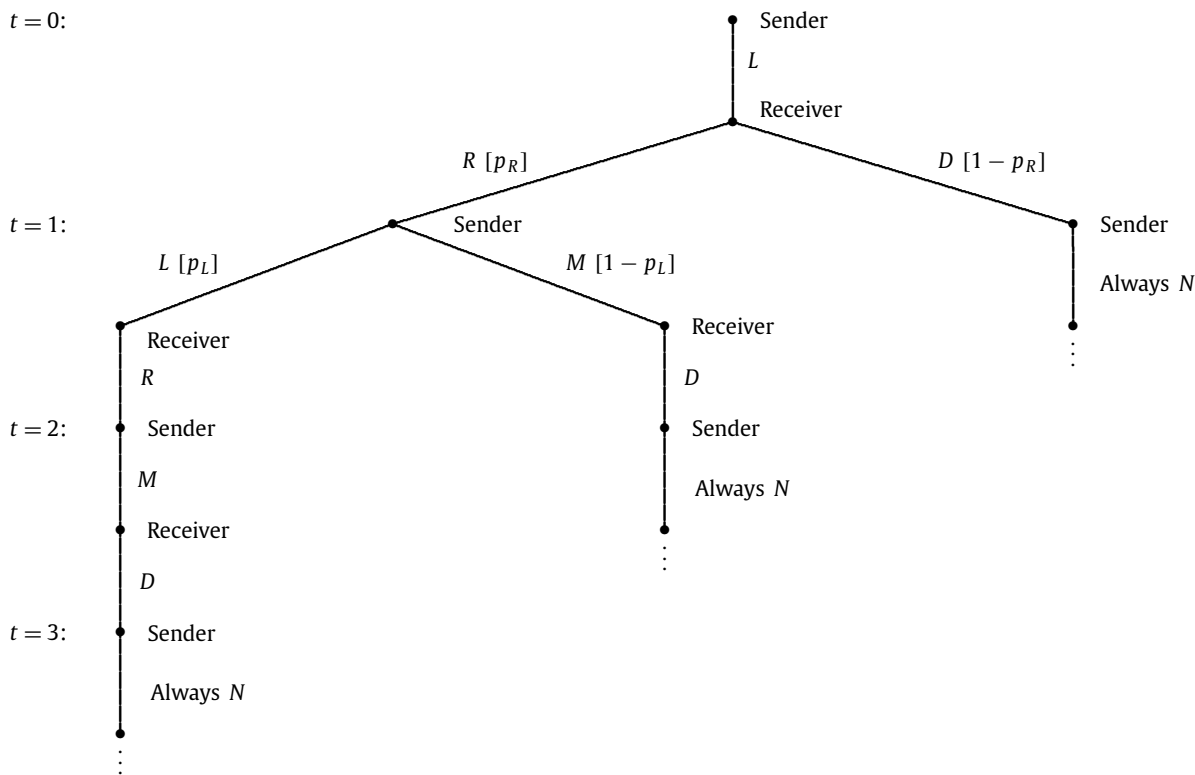 t = 0: Sender
L
Receiver
R [p_R] D [1 − p_R]
t = 1: Sender Sender
L [p_L] M [1 − p_L] Always N
Receiver Receiver
R D
t = 2: Sender Sender
M Always N
Receiver
D
t = 3: Sender
Always N